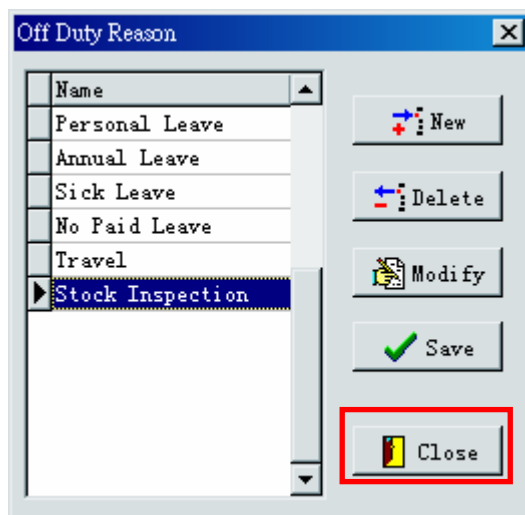 Off Duty Reason
Name
Personal Leave
Annual Leave
Sick Leave
No Paid Leave
Travel
Stock Inspection
New
Delete
Modify
Save
Close